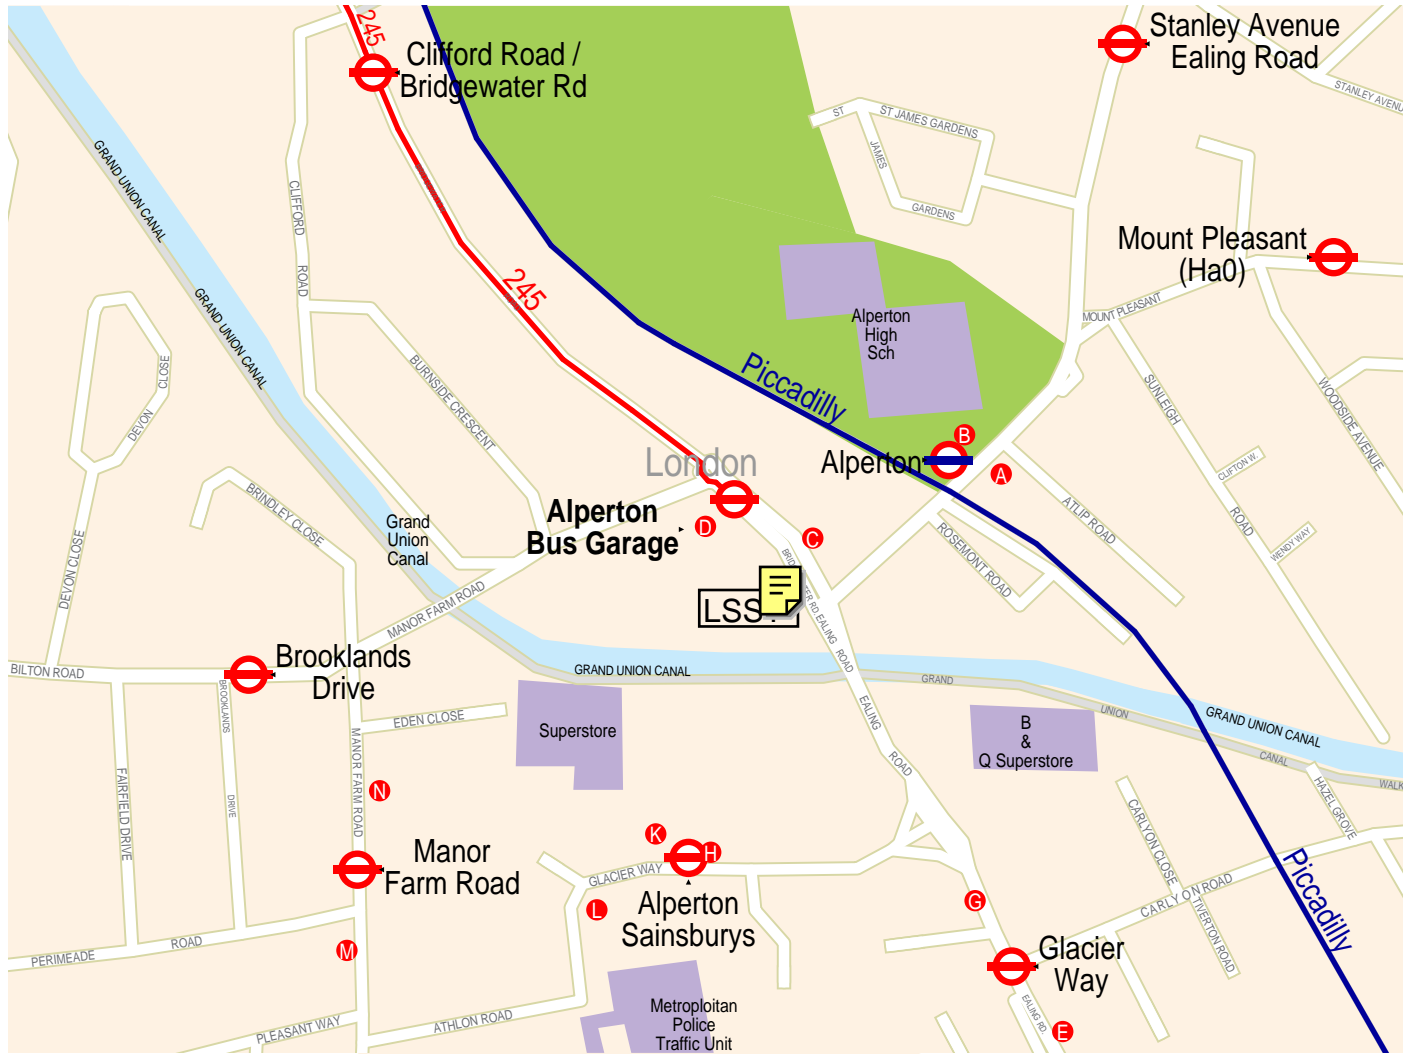 245
Clifford Road /
Bridgewater Rd
Stanley Avenue
Ealing Road
ST
ST JAMES GARDENS
JAMES
GARDENS
GRAND UNION CANAL
CLIFFORD
ROAD
Mount Pleasant
(Ha0)
MOUNT PLEASANT
245
GRAND UNION CANAL
Alperton
High
Sch
Piccadilly
DEVON
CLOSE
BURNSIDE CRESCENT
SUNLEIGH
ROAD
WOODSIDE AVENUE
CLIFTON W.
WENDY WAY
B
Alperton
A
ATLIP ROAD
ROSEMONT ROAD
London
Alperton
Bus Garage
D
C
BRINDLEY CLOSE
DEVON CLOSE
Grand
Union
Canal
MANOR FARM ROAD
EALING
ROAD
BILTON ROAD
Brooklands
Drive
BROOKLANDS
DRIVE
EDEN CLOSE
GRAND UNION CANAL
GRAND
UNION
CANAL
WALK
GRAND UNION CANAL
Superstore
EALING
ROAD
B
&
Q Superstore
MANOR FARM ROAD
FAIRFIELD DRIVE
N
K
H
HAZEL GROVE
CARLYON CLOSE
CARLYON ROAD
TIVERTON ROAD
Piccadilly
Manor
Farm Road
GLACIER WAY
L
Alperton
Sainsburys
G
Glacier
Way
PERIMEADE
ROAD
M
PLEASANT WAY
ATHLON ROAD
Metroploitan
Police
Traffic Unit
EALING RD.
E